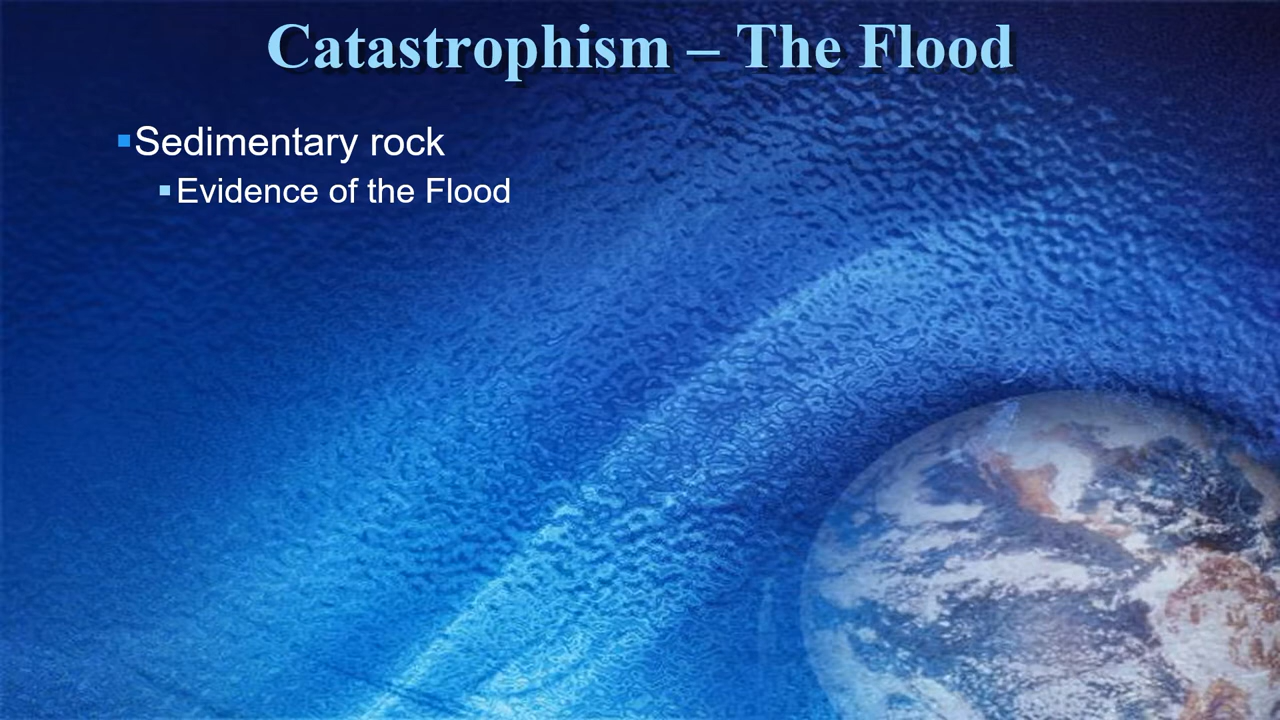 Catastrophism – The Flood
Sedimentary rock
Evidence of the Flood